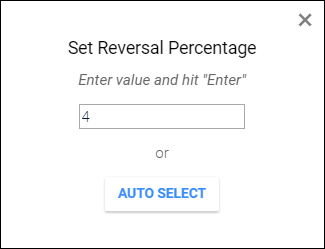 Set Reversal Percentage
Enter value and hit "Enter"
4
or
AUTO SELECT